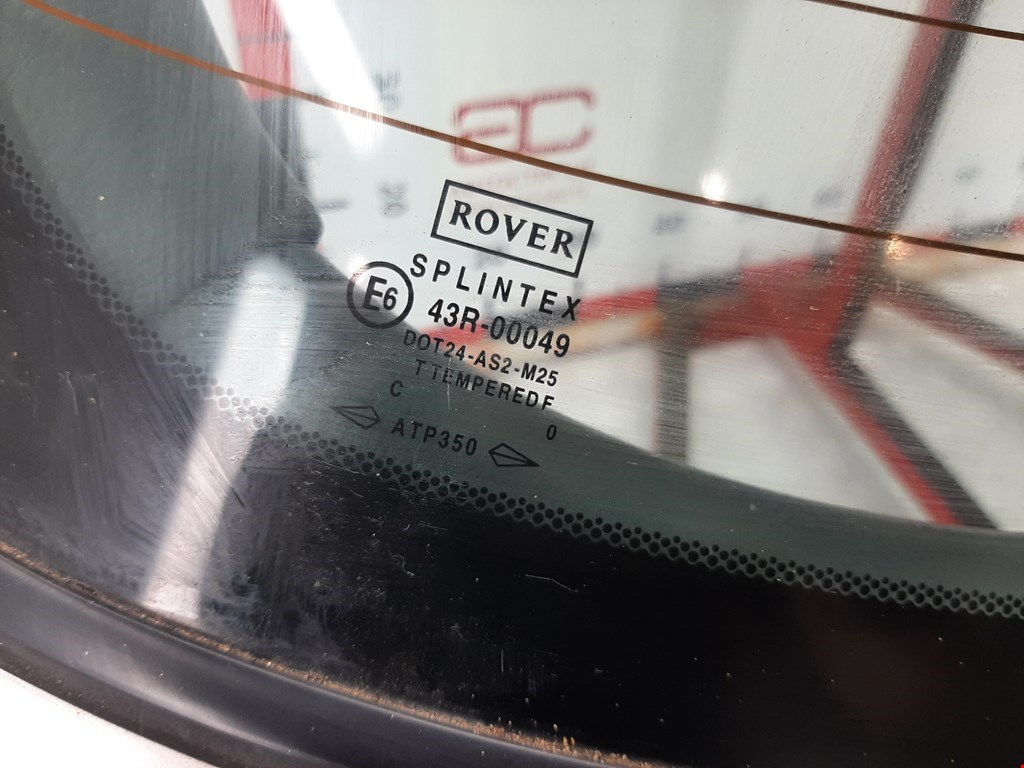 ROVER
SPLINTEX
E6
43R-00049
DOT24-AS2-M25
T TEMPERED F
C
0
ATP350